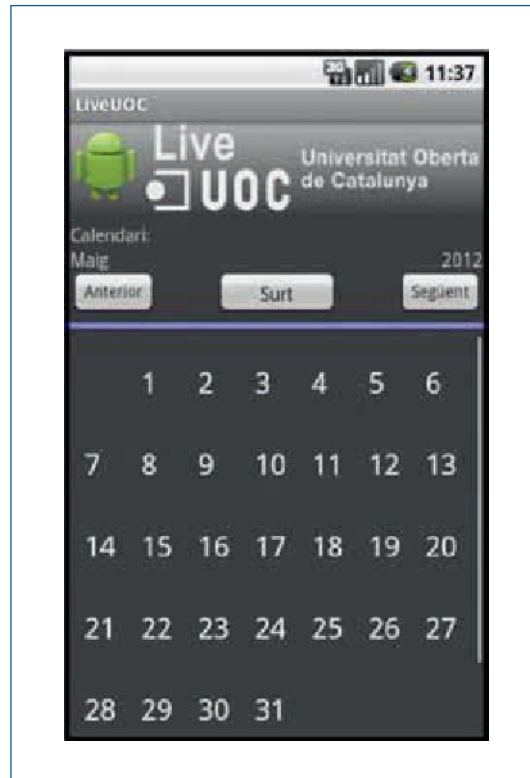 11:37
LiveUOC
Live
UOC
Universitat Oberta
de Catalunya
Calendari:
Maig 2012
Anterior Surt Següent
1 2 3 4 5 6
7 8 9 10 11 12 13
14 15 16 17 18 19 20
21 22 23 24 25 26 27
28 29 30 31